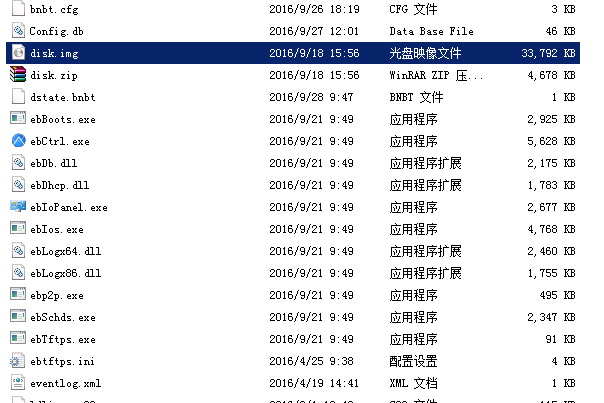 bnbt.cfg 2016/9/26 18:19 CFG 文件 3 KB
Config.db 2016/9/27 12:01 Data Base File 46 KB
disk.img 2016/9/18 15:56 光盘映像文件 33,792 KB
disk.zip 2016/9/18 15:56 WinRAR ZIP 压... 4,678 KB
dstate.bnbt 2016/9/28 9:47 BNBT 文件 1 KB
ebBoots.exe 2016/9/21 9:49 应用程序 2,925 KB
ebCtrl.exe 2016/9/21 9:49 应用程序 5,628 KB
ebDb.dll 2016/9/21 9:49 应用程序扩展 2,175 KB
ebDhcp.dll 2016/9/21 9:49 应用程序扩展 1,783 KB
ebIoPanel.exe 2016/9/21 9:49 应用程序 2,677 KB
ebIos.exe 2016/9/21 9:49 应用程序 4,768 KB
ebLogx64.dll 2016/9/21 9:49 应用程序扩展 2,460 KB
ebLogx86.dll 2016/9/21 9:49 应用程序扩展 1,755 KB
ebp2p.exe 2016/9/21 9:49 应用程序 495 KB
ebSchds.exe 2016/9/21 9:49 应用程序 2,347 KB
ebTftps.exe 2016/9/21 9:49 应用程序 91 KB
ebtftps.ini 2016/4/25 9:38 配置设置 4 KB
eventlog.xml 2016/4/19 14:41 XML 文档 1 KB